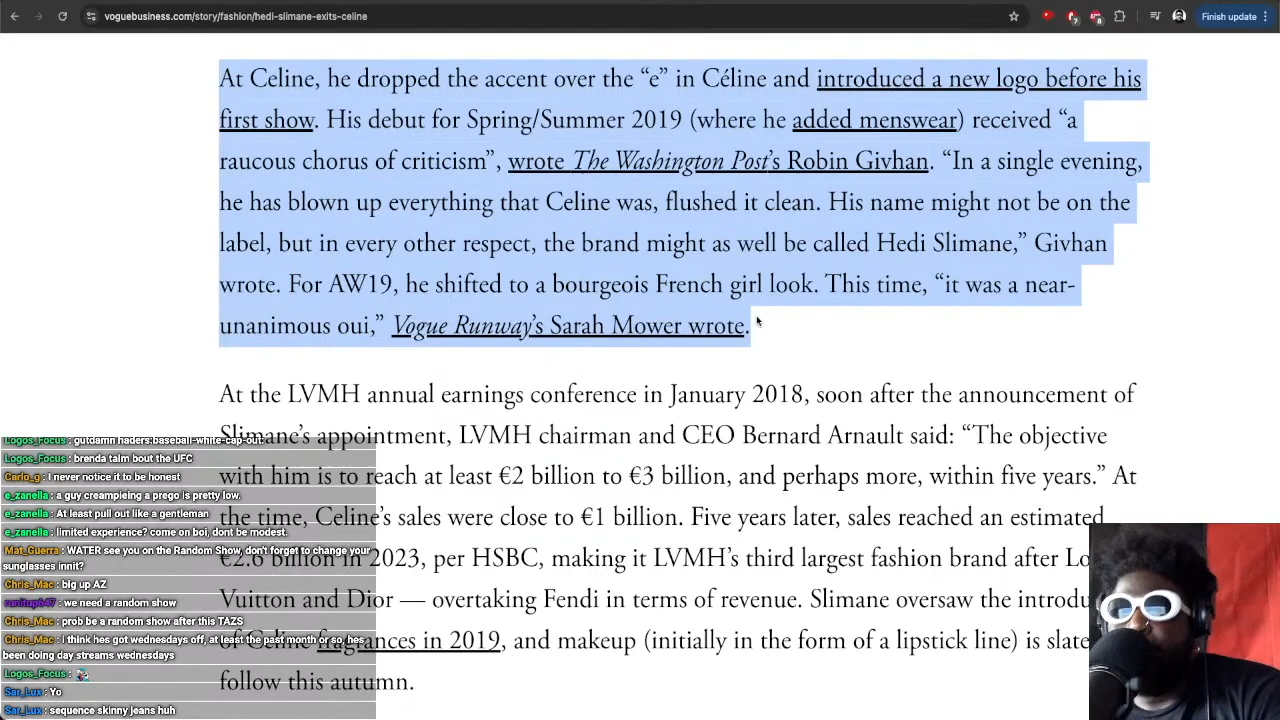 voguebusiness.com/story/fashion/hedi-slimane-exits-celine
Finish update
At Celine, he dropped the accent over the “e” in Céline and introduced a new logo before his
first show. His debut for Spring/Summer 2019 (where he added menswear) received “a
raucous chorus of criticism”, wrote The Washington Post’s Robin Givhan. “In a single evening,
he has blown up everything that Celine was, flushed it clean. His name might not be on the
label, but in every other respect, the brand might as well be called Hedi Slimane,” Givhan
wrote. For AW19, he shifted to a bourgeois French girl look. This time, “it was a near-
unanimous oui,” Vogue Runway’s Sarah Mower wrote.
At the LVMH annual earnings conference in January 2018, soon after the announcement of
Slimane’s appointment, LVMH chairman and CEO Bernard Arnault said: “The objective
with him is to reach at least €2 billion to €3 billion, and perhaps more, within five years.” At
the time, Celine’s sales were close to €1 billion. Five years later, sales reached an estimated
€2.6 billion in 2023, per HSBC, making it LVMH’s third largest fashion brand after Lo
Vuitton and Dior — overtaking Fendi in terms of revenue. Slimane oversaw the introdu
of Celine fragrances in 2019, and makeup (initially in the form of a lipstick line) is slate
follow this autumn.
Logos_Focus : gutdamn haders:baseball-white-cap-out:
Logos_Focus : brenda talm bout the UFC
Carlo_g : I never notice it to be honest
e_zanella : a guy creampieing a prego is pretty low.
e_zanella : At least pull out like a gentleman
e_zanella : limited experience? come on boi, dont be modest.
Mat_Guerra : WATER see you on the Random Show, don't forget to change your
sunglasses innit?
Chris_Mac : big up AZ
runitup847 : we need a random show
Chris_Mac : prob be a random show after this TAZS
Chris_Mac : I think hes got wednesdays off, at least the past month or so, hes
been doing day streams wednesdays
Logos_Focus :
Sar_Lux : Yo
Sar_Lux : sequence skinny jeans huh